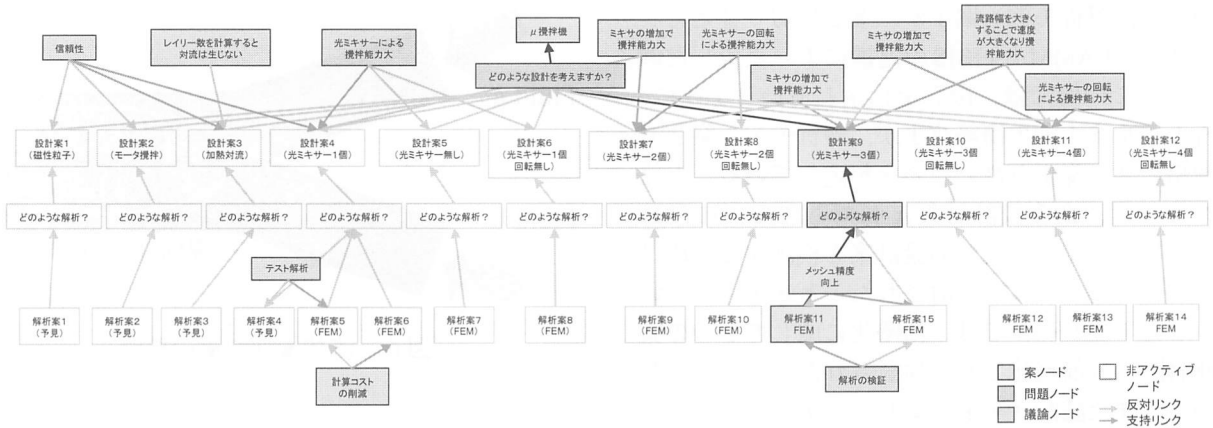 信頼性
レイリー数を計算すると
対流は生じない
光ミキサーによる
攪拌能力大
μ攪拌機
ミキサの増加で
攪拌能力大
光ミキサーの回転
による攪拌能力大
ミキサの増加で
攪拌能力大
流路幅を大きく
することで速度
が大きくなり攪
拌能力大
どのような設計を考えますか？
ミキサの増加で
攪拌能力大
光ミキサーの回転
による攪拌能力大
設計案1
(磁性粒子)
設計案2
(モータ攪拌)
設計案3
(加熱対流)
設計案4
(光ミキサー1個)
設計案5
(光ミキサー無し)
設計案6
(光ミキサー1個
回転無し)
設計案7
(光ミキサー2個)
設計案8
(光ミキサー2個
回転無し)
設計案9
(光ミキサー3個)
設計案10
(光ミキサー3個
回転無し)
設計案11
(光ミキサー4個)
設計案12
(光ミキサー4個
回転無し
どのような解析？
どのような解析？
どのような解析？
どのような解析？
どのような解析？
どのような解析？
どのような解析？
どのような解析？
どのような解析？
どのような解析？
どのような解析？
どのような解析？
テスト解析
メッシュ精度
向上
解析案1
(予見)
解析案2
(予見)
解析案3
(予見)
解析案4
(予見)
解析案5
(FEM)
解析案6
(FEM)
解析案7
(FEM)
解析案8
(FEM)
解析案9
(FEM)
解析案10
(FEM)
解析案11
FEM
解析案15
FEM
解析案12
FEM
解析案13
FEM
解析案14
FEM
計算コスト
の削減
解析の検証
案ノード
問題ノード
議論ノード
非アクティブ
ノード
反対リンク
支持リンク